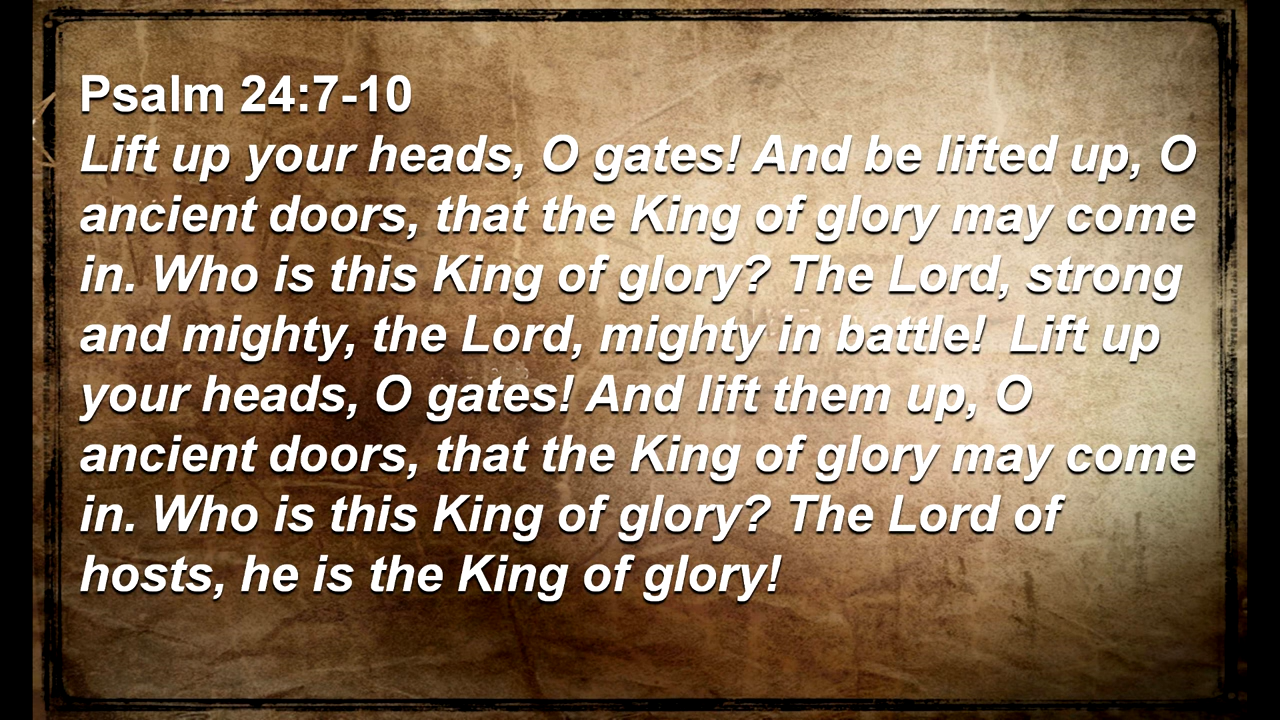 Psalm 24:7-10
Lift up your heads, O gates! And be lifted up, O
ancient doors, that the King of glory may come
in. Who is this King of glory? The Lord, strong
and mighty, the Lord, mighty in battle!  Lift up
your heads, O gates! And lift them up, O
ancient doors, that the King of glory may come
in. Who is this King of glory? The Lord of
hosts, he is the King of glory!